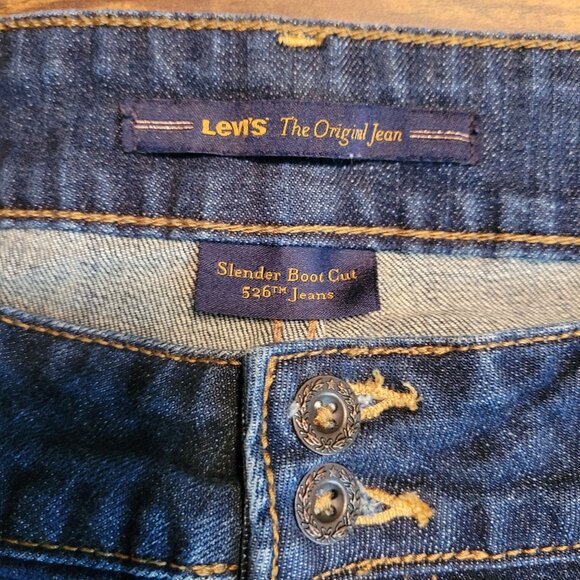 Levi's The Original Jean
Slender Boot Cut
526™ Jeans